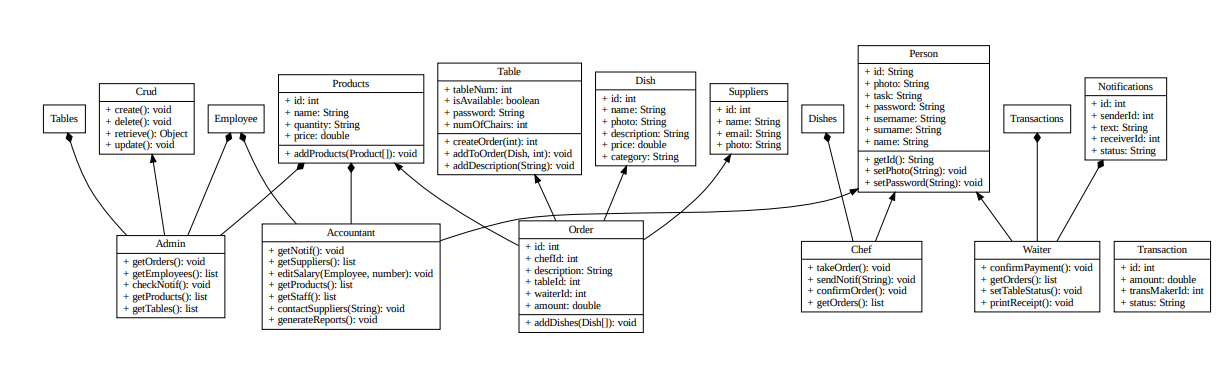 Tables
Crud
+ create(): void
+ delete(): void
+ retrieve(): Object
+ update(): void
Employee
Products
+ id: int
+ name: String
+ quantity: String
+ price: double
+ addProducts(Product[]): void
Table
+ tableNum: int
+ isAvailable: boolean
+ password: String
+ numOfChairs: int
+ createOrder(int): int
+ addToOrder(Dish, int): void
+ addDescription(String): void
Dish
+ id: int
+ name: String
+ photo: String
+ description: String
+ price: double
+ category: String
Suppliers
+ id: int
+ name: String
+ email: String
+ photo: String
Dishes
Person
+ id: String
+ photo: String
+ task: String
+ password: String
+ username: String
+ surname: String
+ name: String
+ getId(): String
+ setPhoto(String): void
+ setPassword(String): void
Transactions
Notifications
+ id: int
+ senderId: int
+ text: String
+ receiverId: int
+ status: String
Admin
+ getOrders(): void
+ getEmployees(): list
+ checkNotif(): void
+ getProducts(): list
+ getTables(): list
Accountant
+ getNotif(): void
+ getSuppliers(): list
+ editSalary(Employee, number): void
+ getProducts(): list
+ getStaff(): list
+ contactSuppliers(String): void
+ generateReports(): void
Order
+ id: int
+ chefId: int
+ description: String
+ tableId: int
+ waiterId: int
+ amount: double
+ addDishes(Dish[]): void
Chef
+ takeOrder(): void
+ sendNotif(String): void
+ confirmOrder(): void
+ getOrders(): list
Waiter
+ confirmPayment(): void
+ getOrders(): list
+ setTableStatus(): void
+ printReceipt(): void
Transaction
+ id: int
+ amount: double
+ transMakerId: int
+ status: String